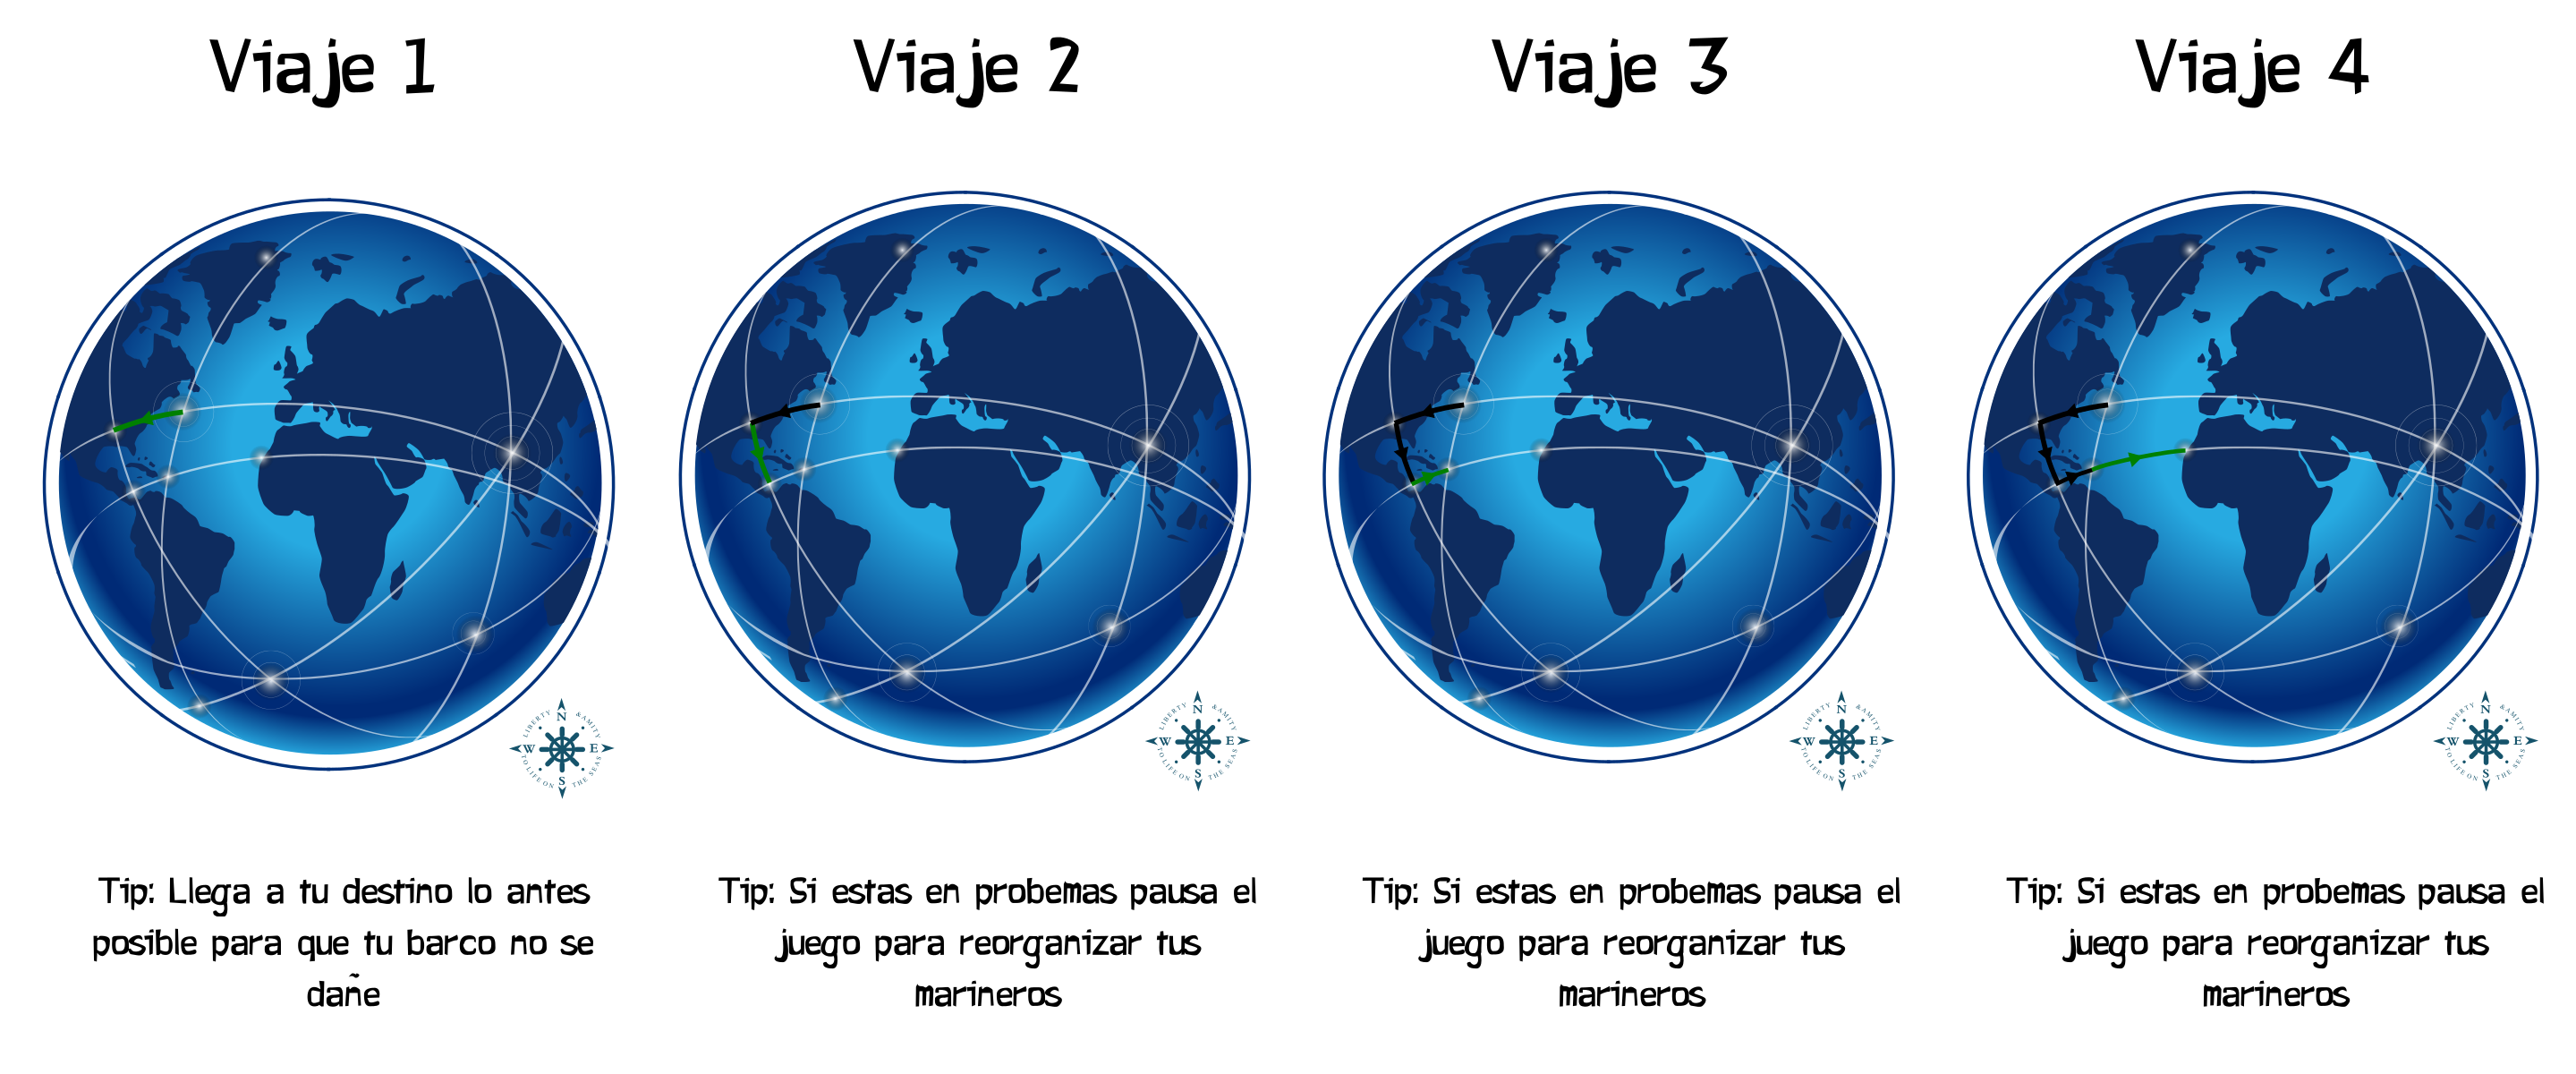 Viaje 1
Viaje 2
Viaje 3
Viaje 4
N
W
E
S
LIBERTY & AMITY
TO LIFE ON THE SEAS
N
W
E
S
LIBERTY & AMITY
TO LIFE ON THE SEAS
N
W
E
S
LIBERTY & AMITY
TO LIFE ON THE SEAS
N
W
E
S
LIBERTY & AMITY
TO LIFE ON THE SEAS
Tip: Llega a tu destino lo antes
posible para que tu barco no se
dañe
Tip: Si estas en probemas pausa el
juego para reorganizar tus
marineros
Tip: Si estas en probemas pausa el
juego para reorganizar tus
marineros
Tip: Si estas en probemas pausa el
juego para reorganizar tus
marineros